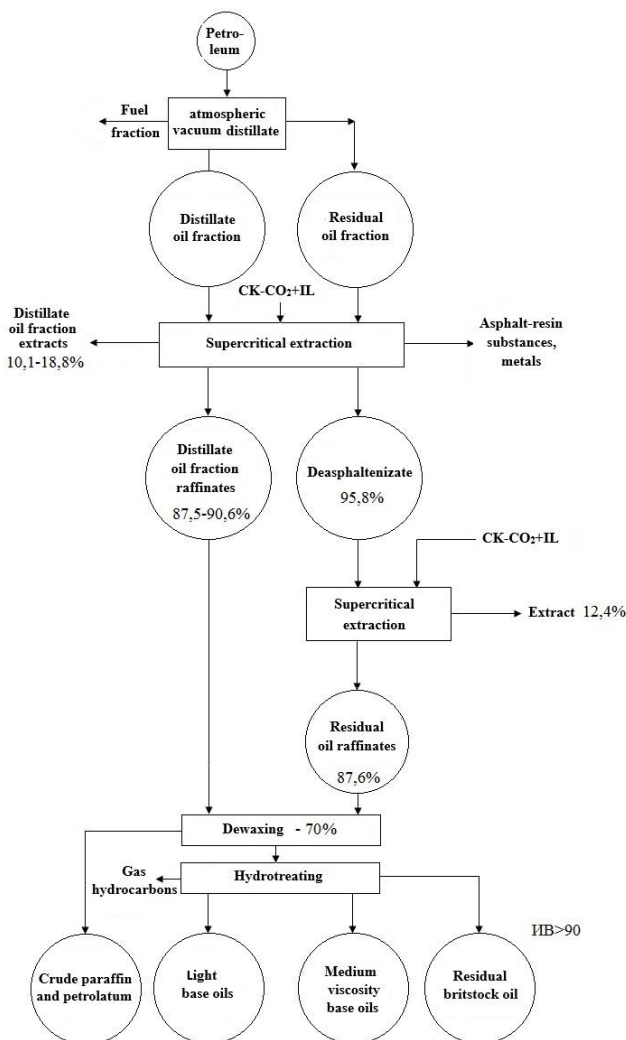 Petro-
leum
Fuel
fraction
atmospheric
vacuum distillate
Distillate
oil fraction
Residual
oil fraction
CK-CO₂+IL
Distillate
oil fraction
extracts
10,1-18,8%
Supercritical extraction
Asphalt-resin
substances,
metals
Distillate
oil fraction
raffinates
87,5-90,6%
Deasphaltenizate
95,8%
CK-CO₂+IL
Supercritical
extraction
Extract 12,4%
Residual
oil raffinates
87,6%
Dewaxing - 70%
Gas
hydrocarbons
Hydrotreating
ИВ>90
Crude paraffin
and petrolatum
Light
base oils
Medium
viscosity
base oils
Residual
britstock oil